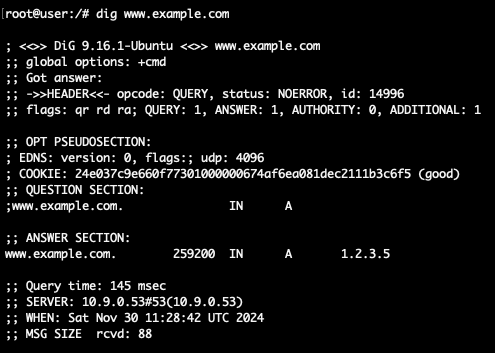 root@user:/# dig www.example.com
; <<>> DiG 9.16.1-Ubuntu <<>> www.example.com
;; global options: +cmd
;; Got answer:
;; ->>HEADER<<- opcode: QUERY, status: NOERROR, id: 14996
;; flags: qr rd ra; QUERY: 1, ANSWER: 1, AUTHORITY: 0, ADDITIONAL: 1
;; OPT PSEUDOSECTION:
; EDNS: version: 0, flags:; udp: 4096
; COOKIE: 24e037c9e660f77301000000674af6ea081dec2111b3c6f5 (good)
;; QUESTION SECTION:
;www.example.com. IN A
;; ANSWER SECTION:
www.example.com. 259200 IN A 1.2.3.5
;; Query time: 145 msec
;; SERVER: 10.9.0.53#53(10.9.0.53)
;; WHEN: Sat Nov 30 11:28:42 UTC 2024
;; MSG SIZE rcvd: 88